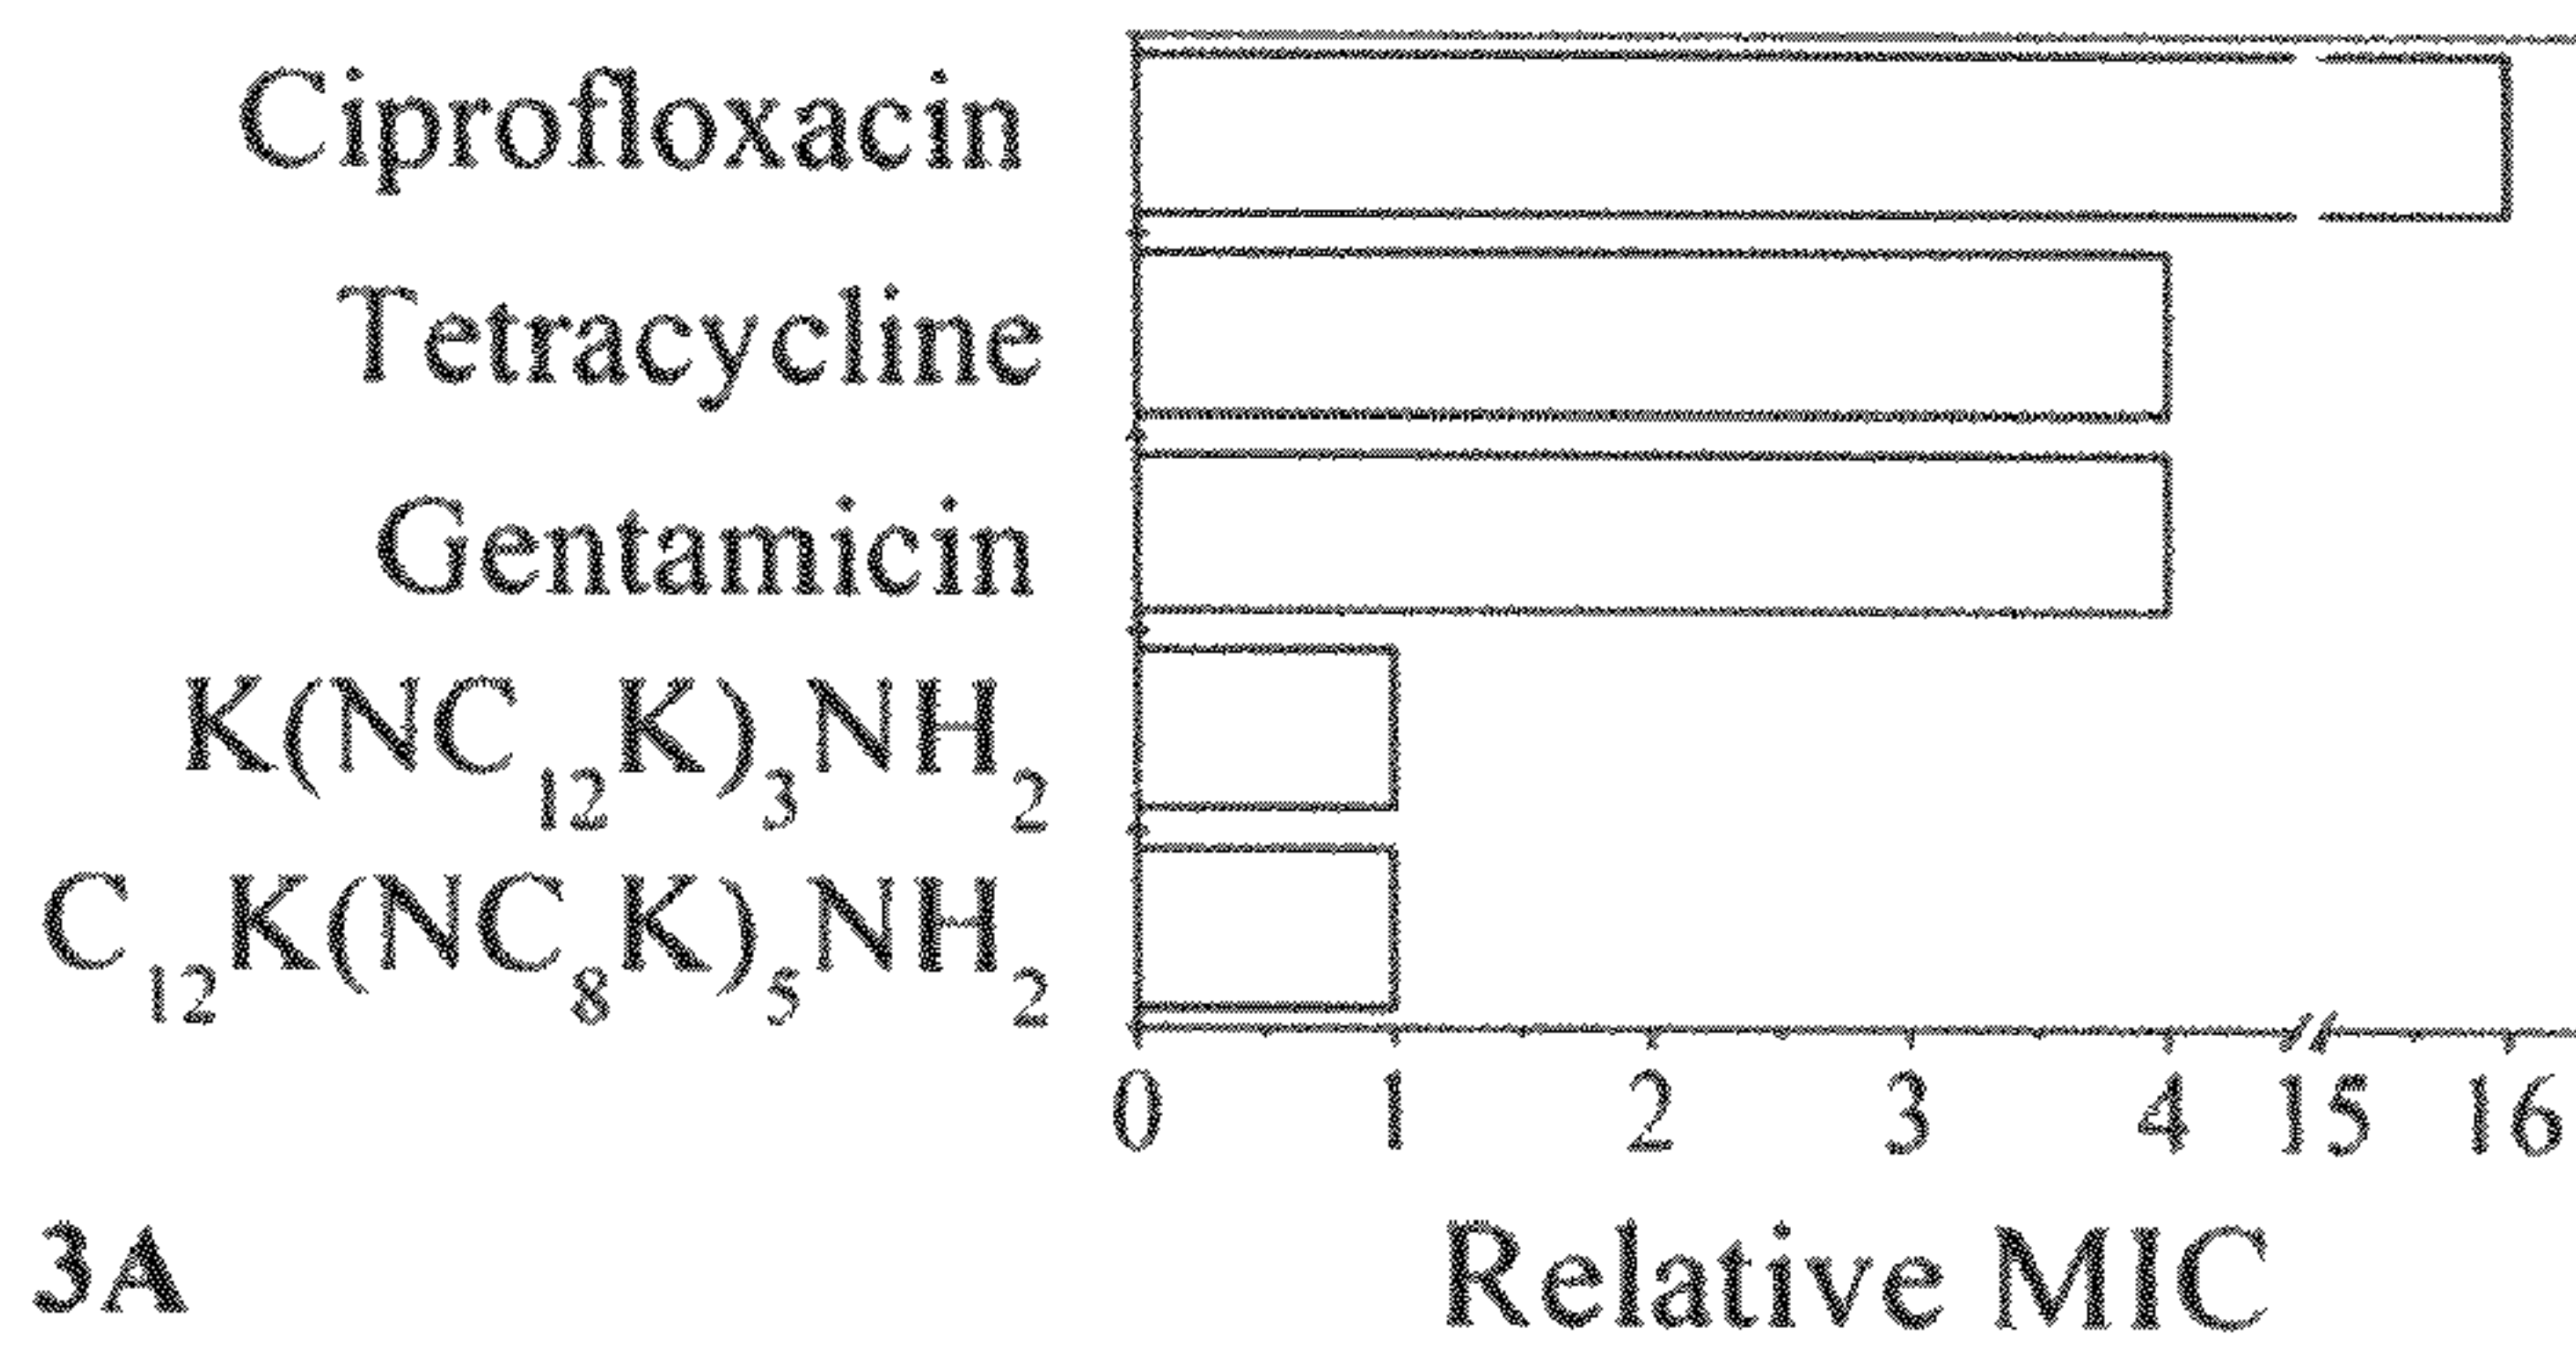 Ciprofloxacin
Tetracycline
Gentamicin
K(NC₁₂K)₃NH₂
C₁₂K(NC₈K)₅NH₂
0 1 2 3 4 15 16
3A Relative MIC